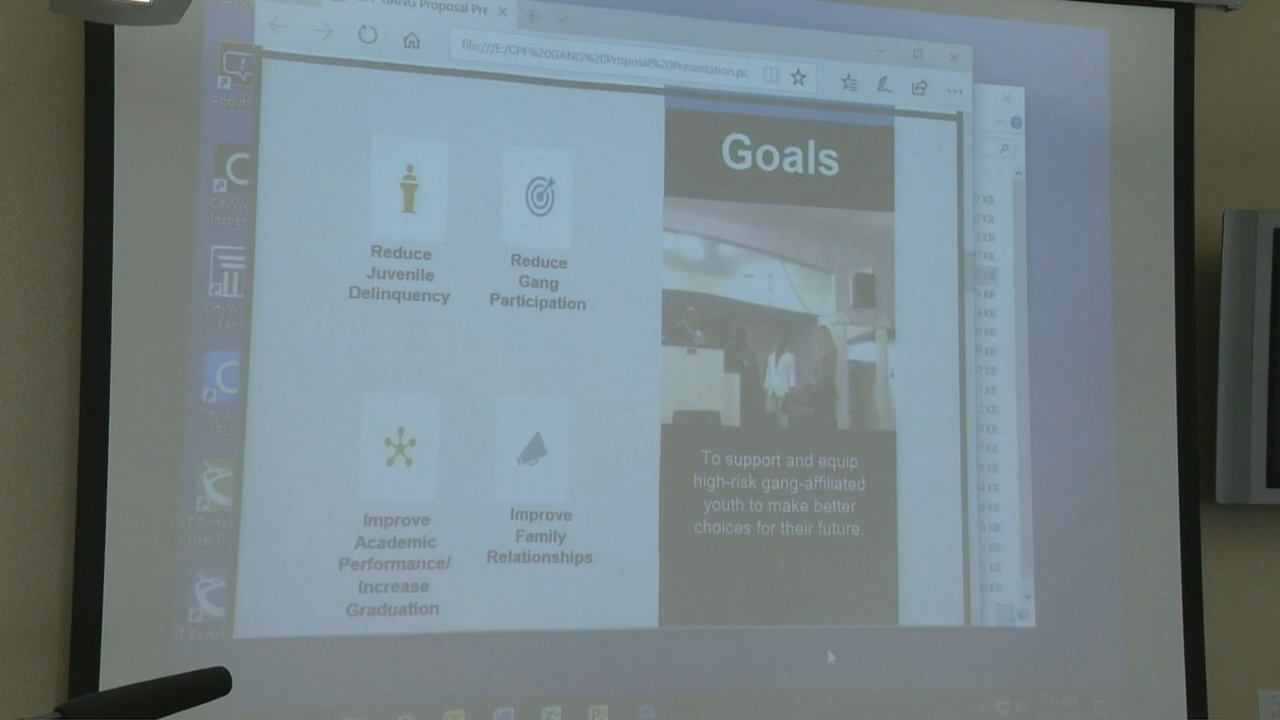 GANG Proposal Pre
file:///E:/CPF%20GANG%20Proposal%20Presentation.pc
About
Goals
Reduce
Juvenile
Delinquency
Reduce
Gang
Participation
Improve
Academic
Performance/
Increase
Graduation
Improve
Family
Relationships
To support and equip
high-risk gang-affiliated
youth to make better
choices for their future.